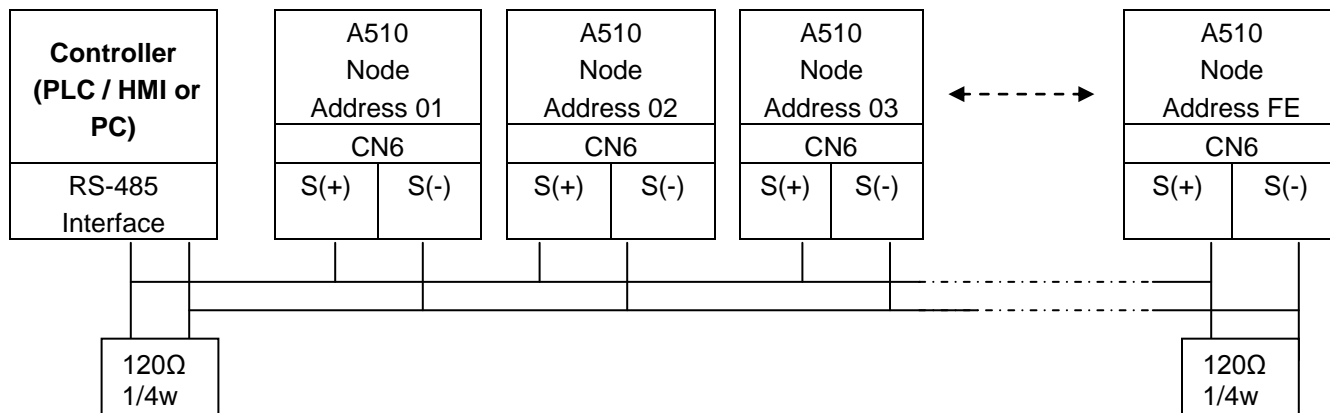 Controller
(PLC / HMI or
PC)
RS-485
Interface
A510
Node
Address 01
CN6
S(+) S(-)
A510
Node
Address 02
CN6
S(+) S(-)
A510
Node
Address 03
CN6
S(+) S(-)
A510
Node
Address FE
CN6
S(+) S(-)
120Ω
1/4w
120Ω
1/4w